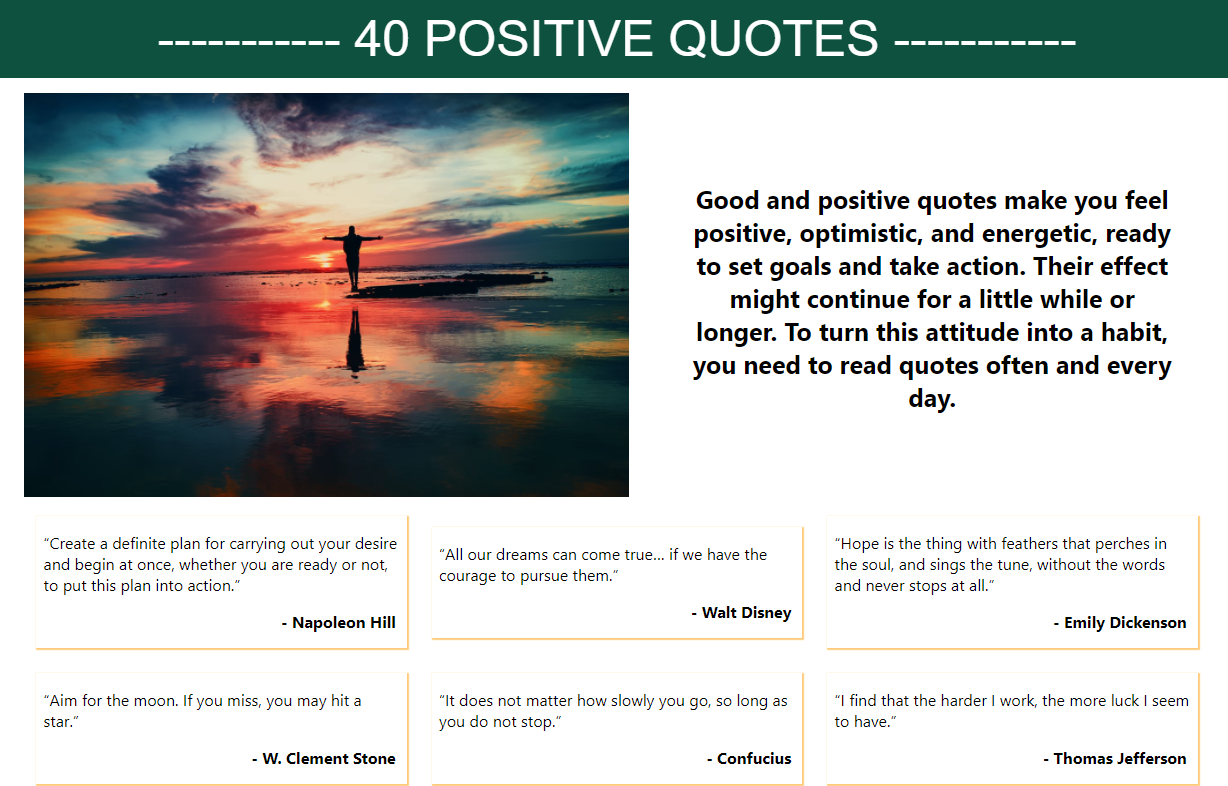 ----------- 40 POSITIVE QUOTES -----------
Good and positive quotes make you feel
positive, optimistic, and energetic, ready
to set goals and take action. Their effect
might continue for a little while or
longer. To turn this attitude into a habit,
you need to read quotes often and every
day.
“Create a definite plan for carrying out your desire
and begin at once, whether you are ready or not,
to put this plan into action.”
- Napoleon Hill
“All our dreams can come true... if we have the
courage to pursue them.”
- Walt Disney
“Hope is the thing with feathers that perches in
the soul, and sings the tune, without the words
and never stops at all.”
- Emily Dickenson
“Aim for the moon. If you miss, you may hit a
star.”
- W. Clement Stone
“It does not matter how slowly you go, so long as
you do not stop.”
- Confucius
“I find that the harder I work, the more luck I seem
to have.”
- Thomas Jefferson